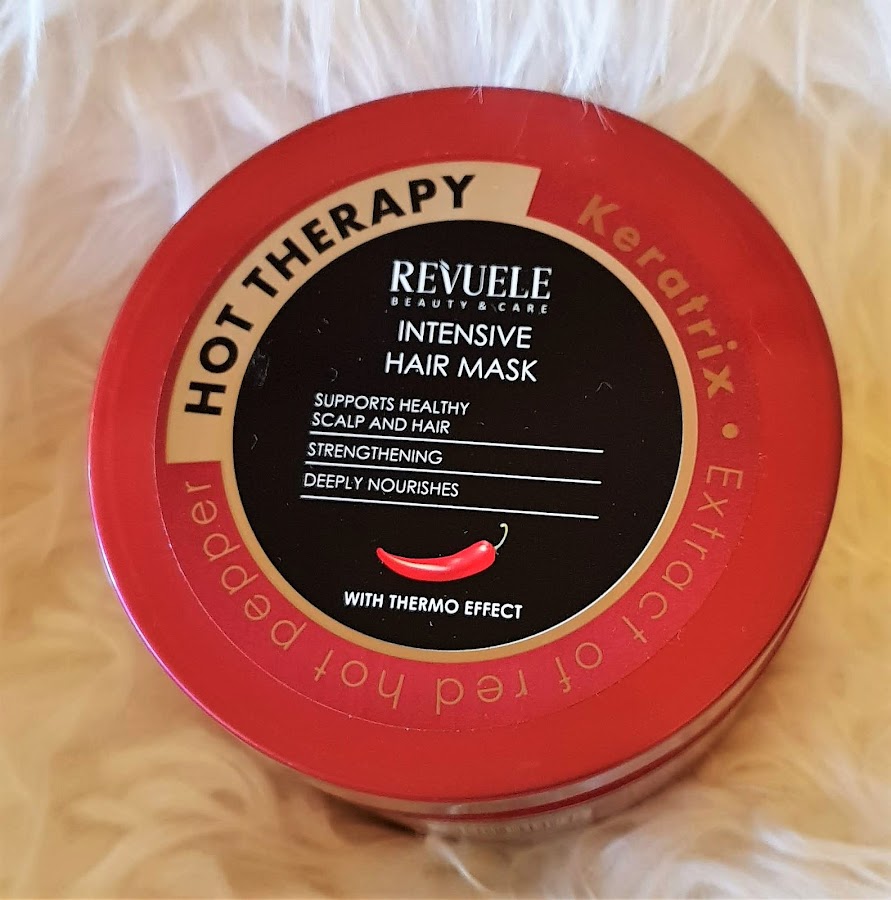 HOT THERAPY
Keratrix • Extract of red hot pepper
REVUELE
BEAUTY & CARE
INTENSIVE
HAIR MASK
SUPPORTS HEALTHY
SCALP AND HAIR
STRENGTHENING
DEEPLY NOURISHES
WITH THERMO EFFECT